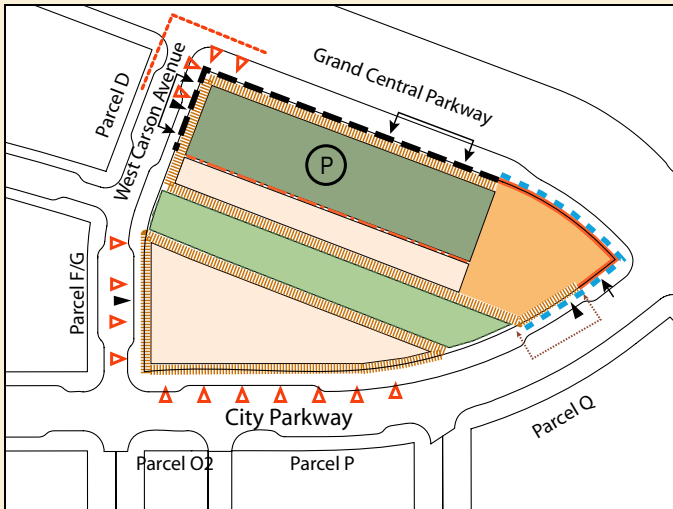 Grand Central Parkway
West Carson Avenue
Parcel D
P
Parcel F/G
City Parkway
Parcel Q
Parcel O2
Parcel P